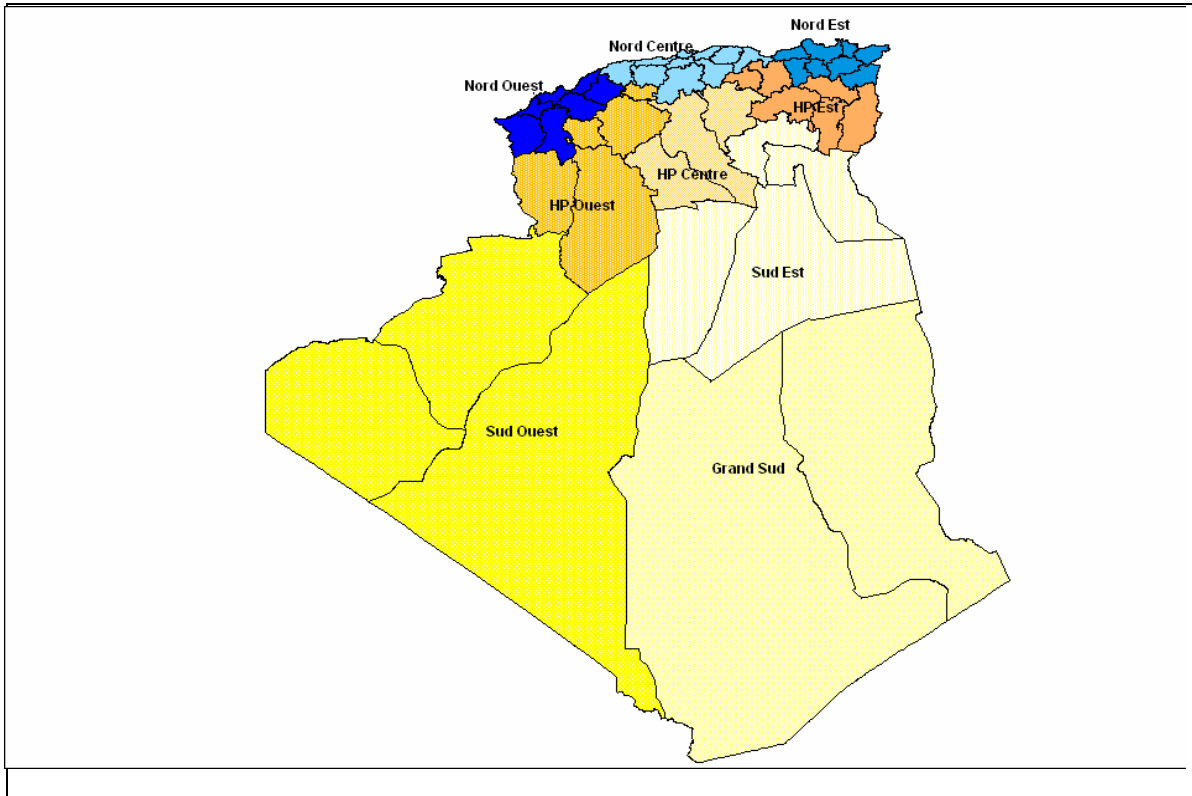 Nord Est
Nord Centre
Nord Ouest
HP Est
HP Centre
HP Ouest
Sud Est
Sud Ouest
Grand Sud